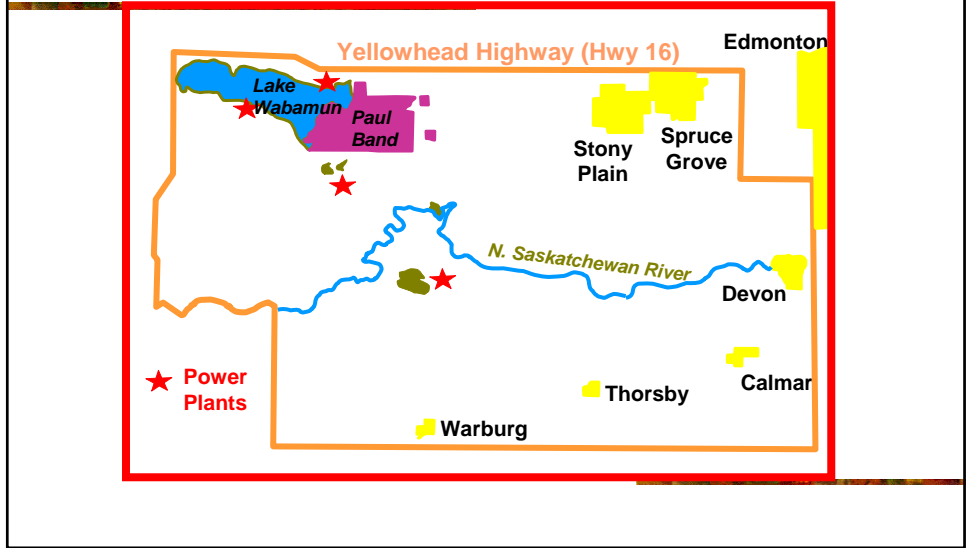 Edmonton
Yellowhead Highway (Hwy 16)
Lake
Wabamun
Paul
Band
Stony
Plain
Spruce
Grove
N. Saskatchewan River
Devon
Power
Plants
Calmar
Thorsby
Warburg